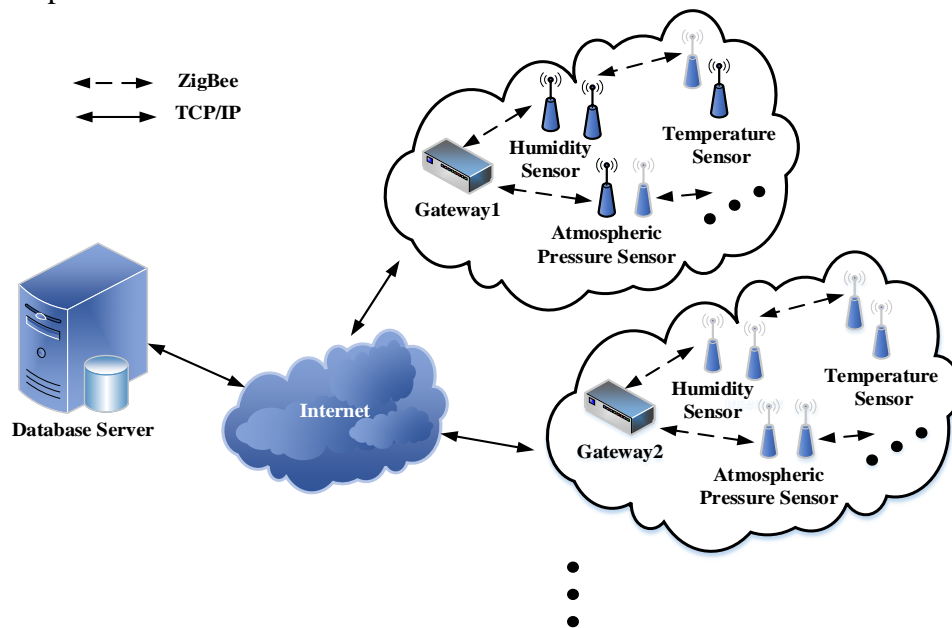 ZigBee
TCP/IP
Humidity
Sensor
Temperature
Sensor
Gateway1
Atmospheric
Pressure Sensor
Database Server
Internet
Humidity
Sensor
Temperature
Sensor
Gateway2
Atmospheric
Pressure Sensor